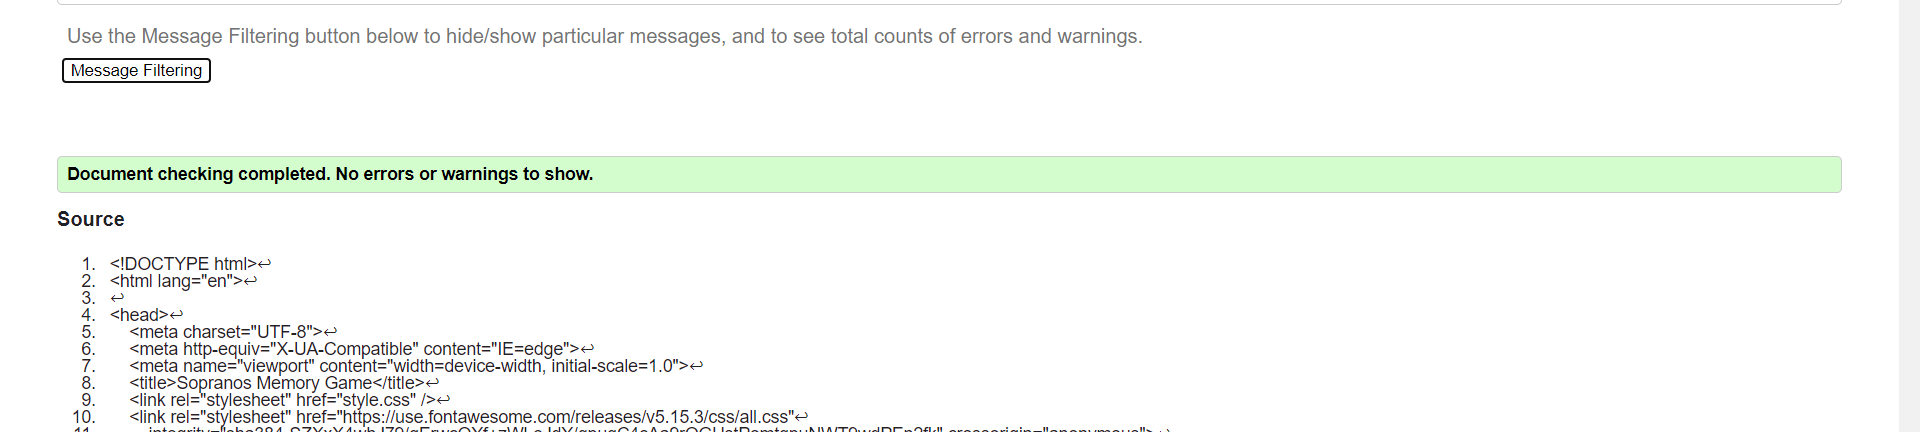 Use the Message Filtering button below to hide/show particular messages, and to see total counts of errors and warnings.
Message Filtering
Document checking completed. No errors or warnings to show.
Source
1. <!DOCTYPE html>↩
2. <html lang="en">↩
3. ↩
4. <head>↩
5. <meta charset="UTF-8">↩
6. <meta http-equiv="X-UA-Compatible" content="IE=edge">↩
7. <meta name="viewport" content="width=device-width, initial-scale=1.0">↩
8. <title>Sopranos Memory Game</title>↩
9. <link rel="stylesheet" href="style.css" />↩
10. <link rel="stylesheet" href="https://use.fontawesome.com/releases/v5.15.3/css/all.css"↩